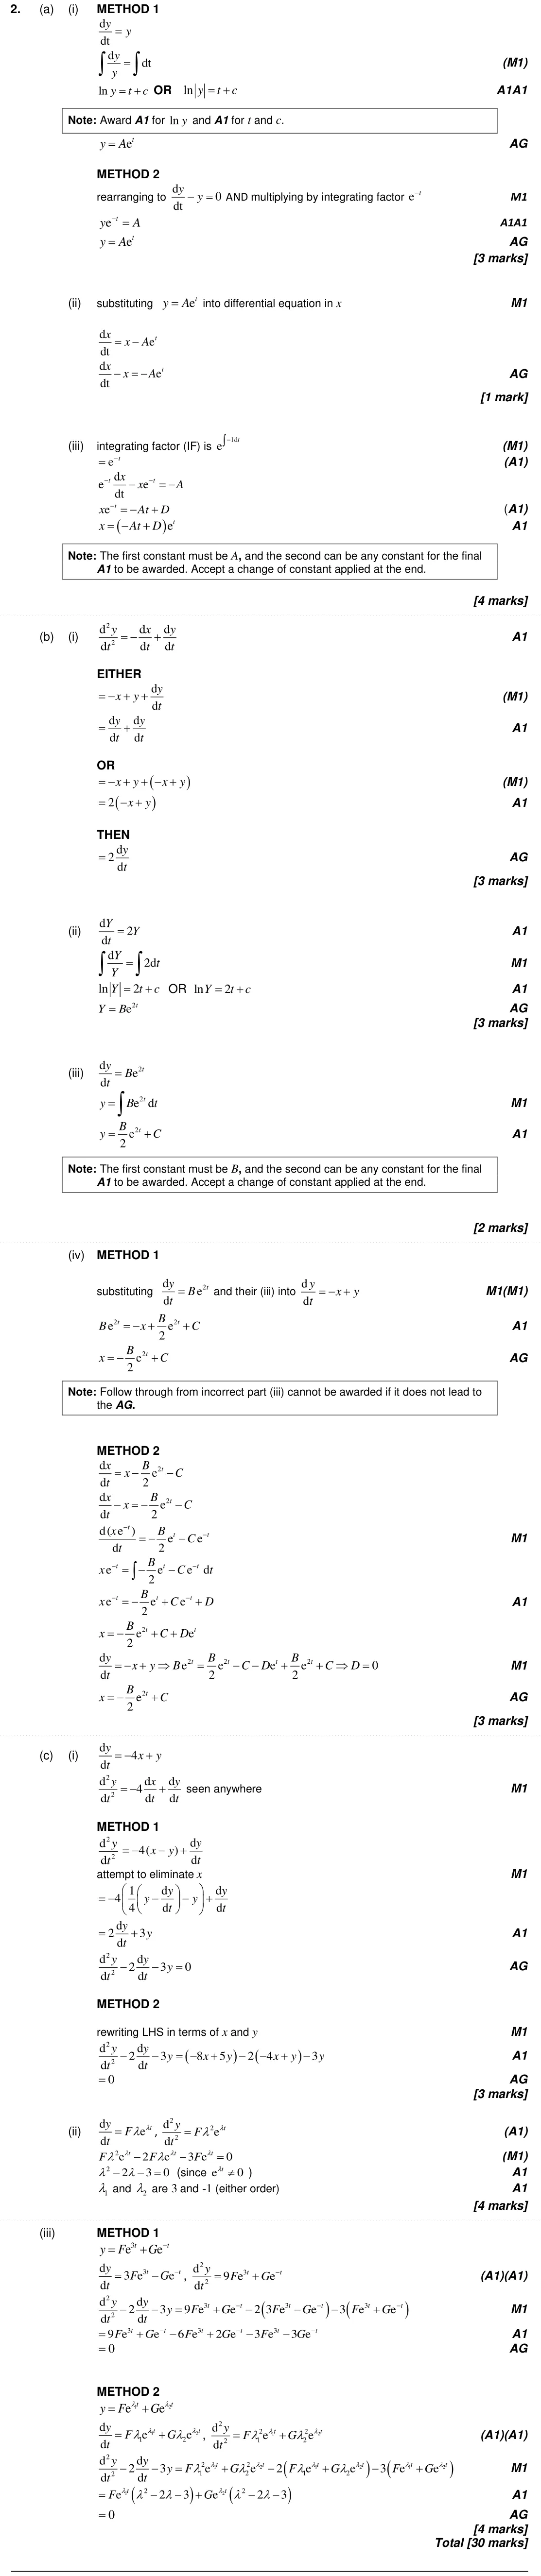 2. (a) (i) METHOD 1
dy/dt = y
∫ dy/y = ∫ dt (M1)
ln y = t + c OR ln|y| = t + c A1A1
Note: Award A1 for ln y and A1 for t and c.
y = Ae^t AG
METHOD 2
rearranging to dy/dt − y = 0 AND multiplying by integrating factor e^−t M1
ye^−t = A A1A1
y = Ae^t AG
[3 marks]
(ii) substituting y = Ae^t into differential equation in x M1
dx/dt = x − Ae^t
dx/dt − x = −Ae^t AG
[1 mark]
(iii) integrating factor (IF) is e^∫−1dt (M1)
= e^−t (A1)
e^−t dx/dt − xe^−t = −A
xe^−t = −At + D (A1)
x = (−At + D)e^t A1
Note: The first constant must be A, and the second can be any constant for the final
A1 to be awarded. Accept a change of constant applied at the end.
[4 marks]
(b) (i) d²y/dt² = −dx/dt + dy/dt A1
EITHER
= −x + y + dy/dt (M1)
= dy/dt + dy/dt A1
OR
= −x + y + (−x + y) (M1)
= 2(−x + y) A1
THEN
= 2 dy/dt AG
[3 marks]
(ii) dY/dt = 2Y A1
∫ dY/Y = ∫ 2dt M1
ln|Y| = 2t + c OR ln Y = 2t + c A1
Y = Be^2t AG
[3 marks]
(iii) dy/dt = Be^2t
y = ∫ Be^2t dt M1
y = B/2 e^2t + C A1
Note: The first constant must be B, and the second can be any constant for the final
A1 to be awarded. Accept a change of constant applied at the end.
[2 marks]
(iv) METHOD 1
substituting dy/dt = Be^2t and their (iii) into dy/dt = −x + y M1(M1)
Be^2t = −x + B/2 e^2t + C A1
x = −B/2 e^2t + C AG
Note: Follow through from incorrect part (iii) cannot be awarded if it does not lead to
the AG.
METHOD 2
dx/dt = x − B/2 e^2t − C
dx/dt − x = −B/2 e^2t − C
d(xe^−t)/dt = −B/2 e^t − Ce^−t M1
xe^−t = ∫ −B/2 e^t − Ce^−t dt
xe^−t = −B/2 e^t + Ce^−t + D A1
x = −B/2 e^2t + C + De^t
dy/dt = −x + y ⇒ Be^2t = B/2 e^2t − C − De^t + B/2 e^2t + C ⇒ D = 0 M1
x = −B/2 e^2t + C AG
[3 marks]
(c) (i) dy/dt = −4x + y
d²y/dt² = −4 dx/dt + dy/dt seen anywhere M1
METHOD 1
d²y/dt² = −4(x − y) + dy/dt
attempt to eliminate x M1
= −4(1/4(y − dy/dt) − y) + dy/dt
= 2 dy/dt + 3y A1
d²y/dt² − 2 dy/dt − 3y = 0 AG
METHOD 2
rewriting LHS in terms of x and y M1
d²y/dt² − 2 dy/dt − 3y = (−8x + 5y) − 2(−4x + y) − 3y A1
= 0 AG
[3 marks]
(ii) dy/dt = Fλe^λt, d²y/dt² = Fλ²e^λt (A1)
Fλ²e^λt − 2Fλe^λt − 3Fe^λt = 0 (M1)
λ² − 2λ − 3 = 0 (since e^λt ≠ 0 ) A1
λ₁ and λ₂ are 3 and -1 (either order) A1
[4 marks]
(iii) METHOD 1
y = Fe^3t + Ge^−t
dy/dt = 3Fe^3t − Ge^−t, d²y/dt² = 9Fe^3t + Ge^−t (A1)(A1)
d²y/dt² − 2 dy/dt − 3y = 9Fe^3t + Ge^−t − 2(3Fe^3t − Ge^−t) − 3(Fe^3t + Ge^−t) M1
= 9Fe^3t + Ge^−t − 6Fe^3t + 2Ge^−t − 3Fe^3t − 3Ge^−t A1
= 0 AG
METHOD 2
y = Fe^λ₁t + Ge^λ₂t
dy/dt = Fλ₁e^λ₁t + Gλ₂e^λ₂t, d²y/dt² = Fλ₁²e^λ₁t + Gλ₂²e^λ₂t (A1)(A1)
d²y/dt² − 2 dy/dt − 3y = Fλ₁²e^λ₁t + Gλ₂²e^λ₂t − 2(Fλ₁e^λ₁t + Gλ₂e^λ₂t) − 3(Fe^λ₁t + Ge^λ₂t) M1
= Fe^λ₁t(λ² − 2λ − 3) + Ge^λ₂t(λ² − 2λ − 3) A1
= 0 AG
[4 marks]
Total [30 marks]